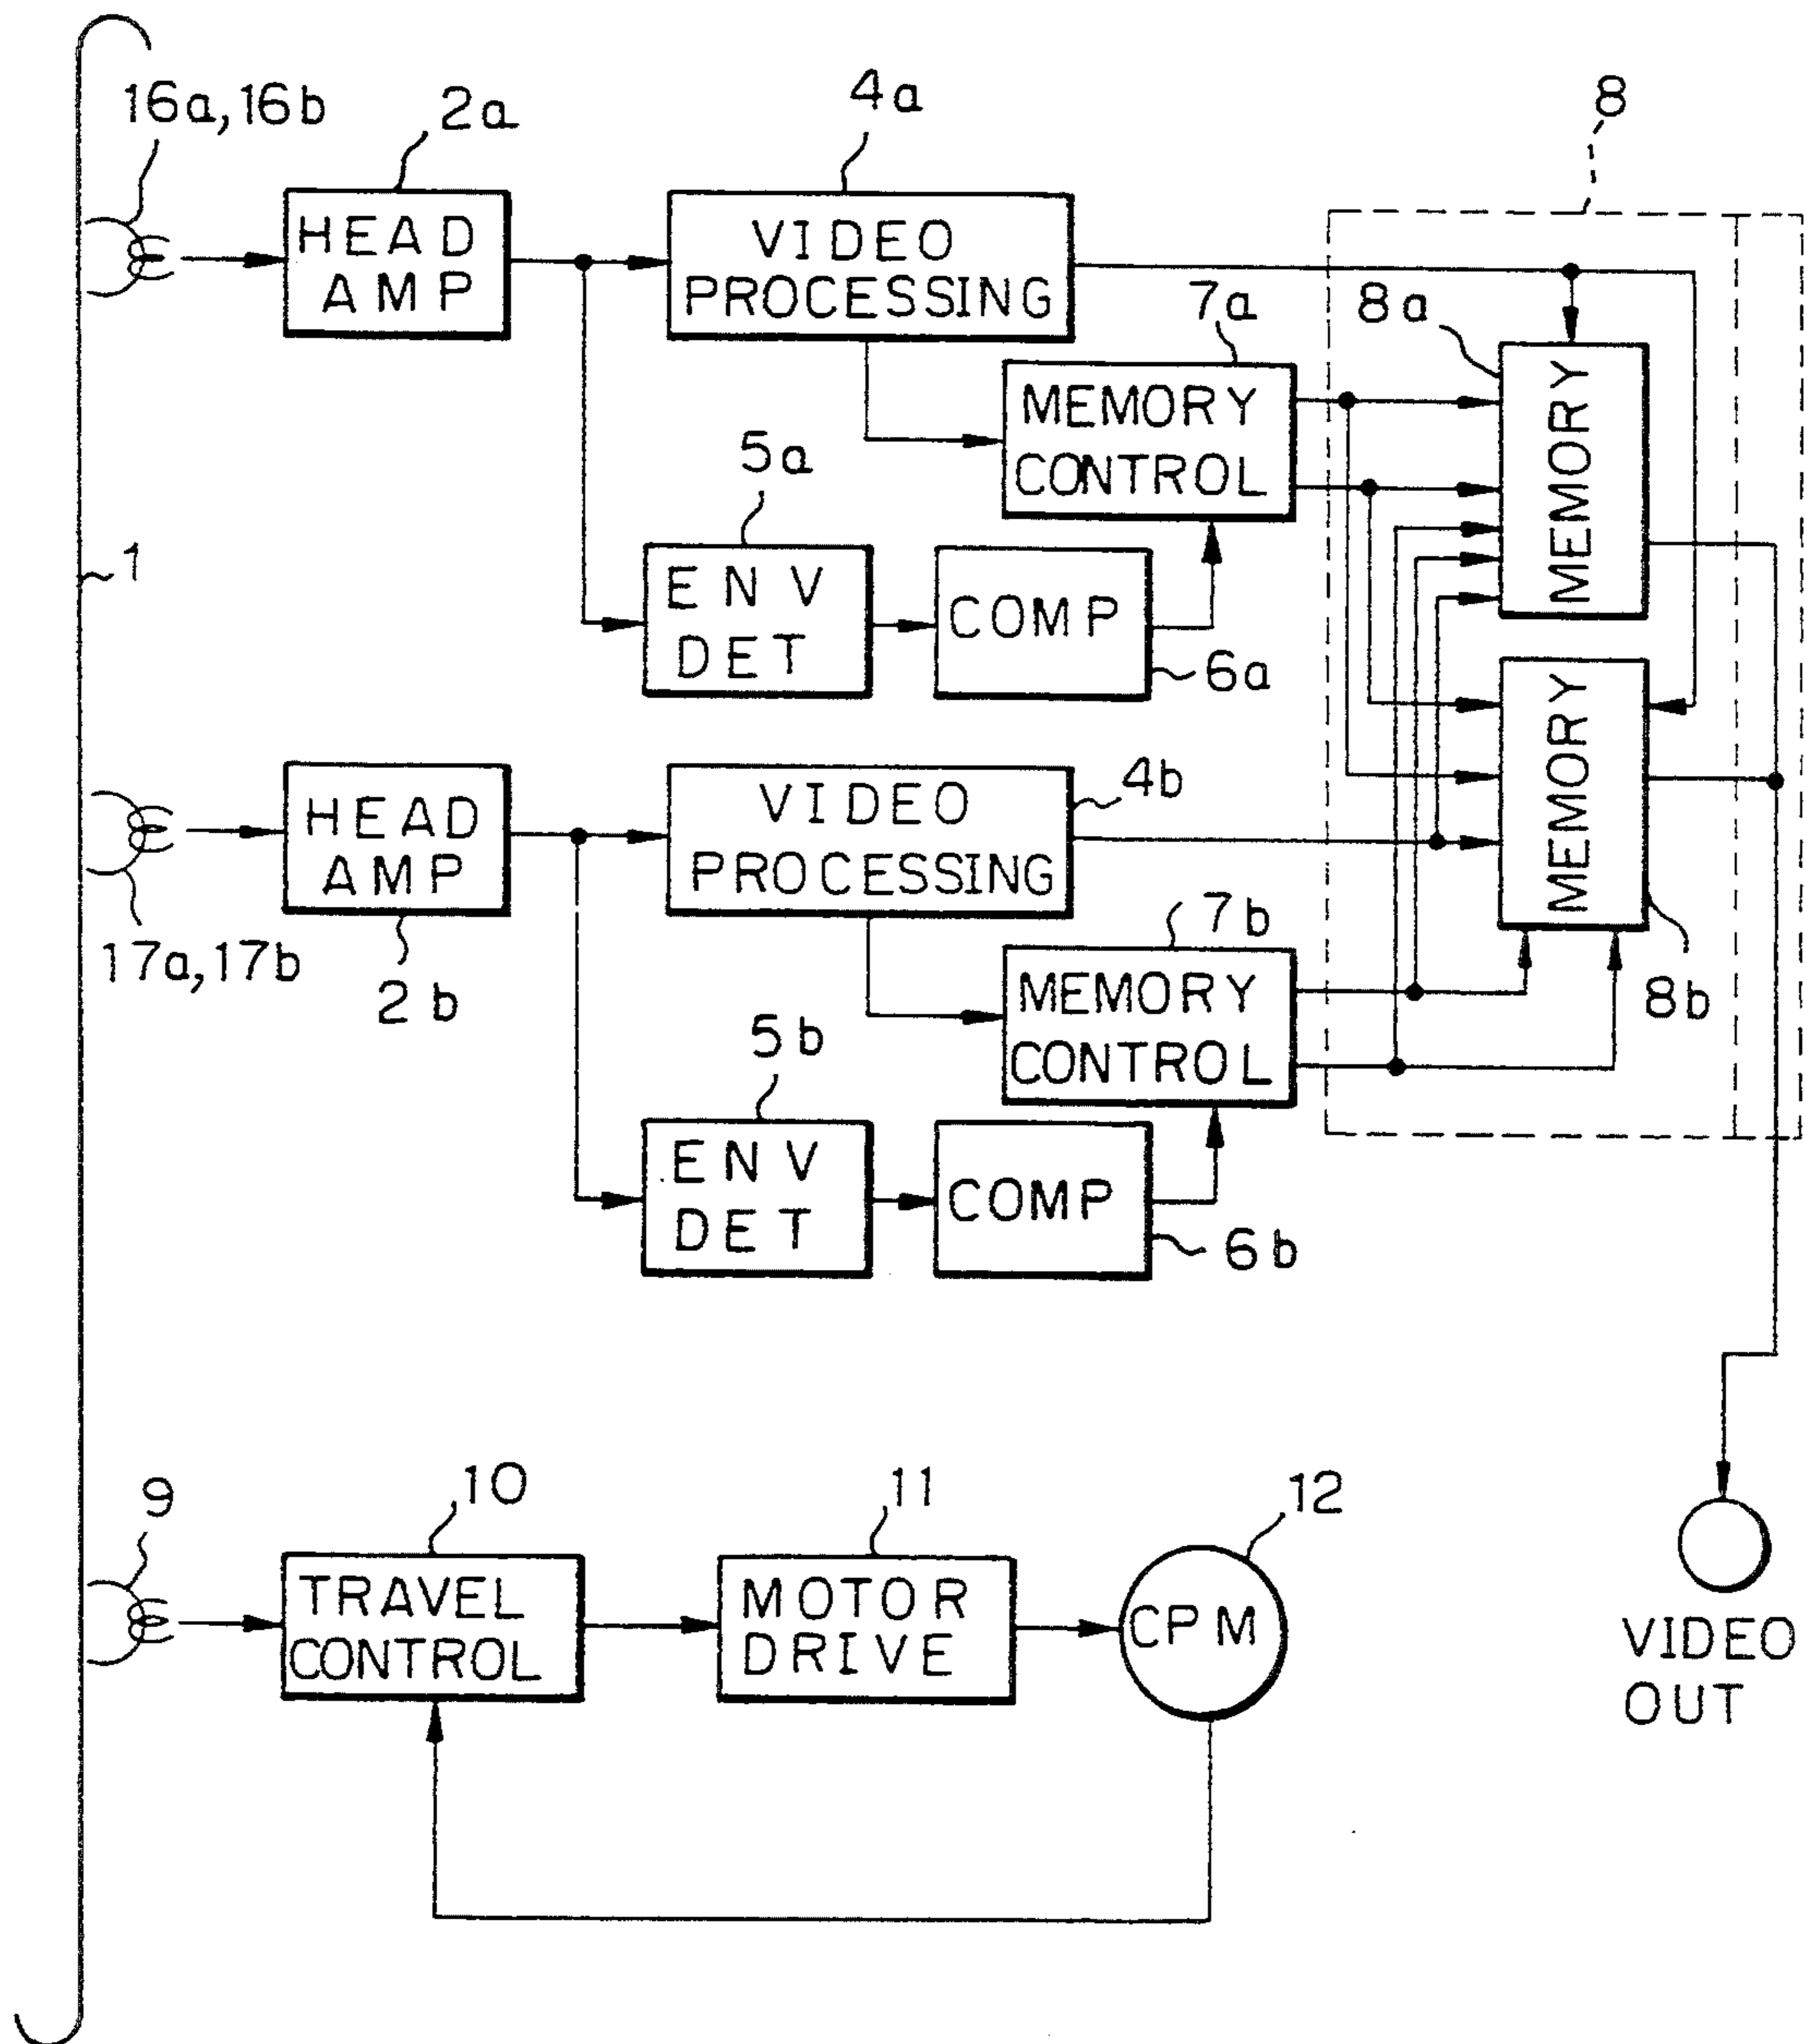 16a, 16b
2a
4a
8
HEAD
AMP
VIDEO
PROCESSING
7a
8a
MEMORY
CONTROL
MEMORY
5a
1
ENV
DET
COMP
6a
HEAD
AMP
VIDEO
PROCESSING
4b
MEMORY
17a, 17b
2b
7b
8b
MEMORY
CONTROL
5b
ENV
DET
COMP
6b
9
10
11
12
TRAVEL
CONTROL
MOTOR
DRIVE
CPM
VIDEO
OUT